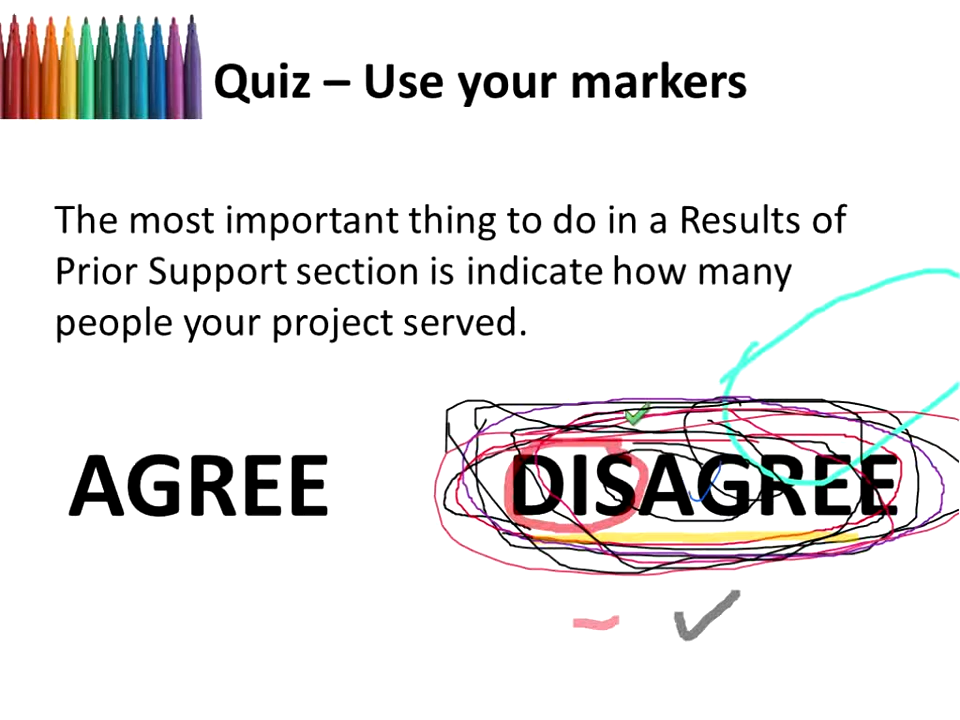 Quiz – Use your markers
The most important thing to do in a Results of
Prior Support section is indicate how many
people your project served.
AGREE DISAGREE